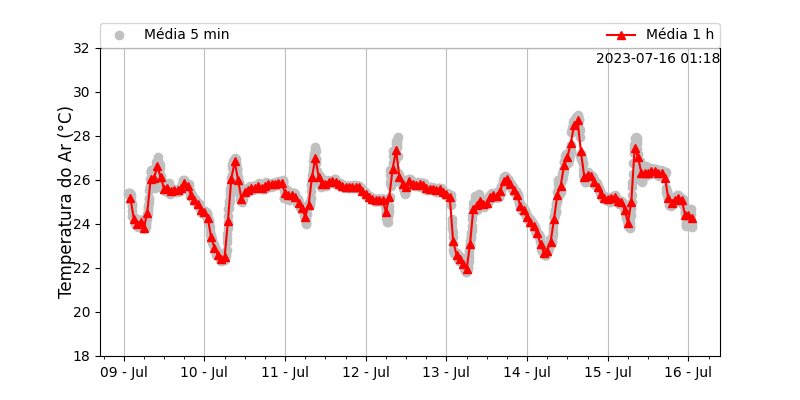 Média 5 min
Média 1 h
2023-07-16 01:18
Temperatura do Ar (°C)
32
30
28
26
24
22
20
18
09 - Jul
10 - Jul
11 - Jul
12 - Jul
13 - Jul
14 - Jul
15 - Jul
16 - Jul